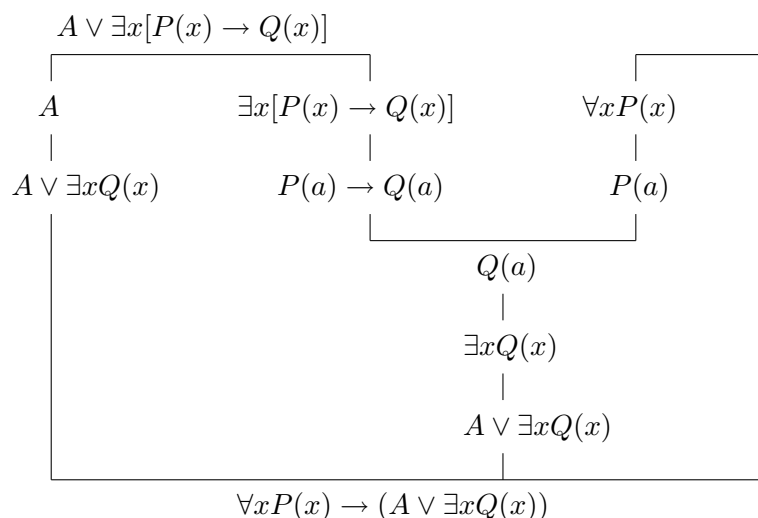 A ∨ ∃x[P(x) → Q(x)]
A ∃x[P(x) → Q(x)] ∀xP(x)
A ∨ ∃xQ(x) P(a) → Q(a) P(a)
Q(a)
∃xQ(x)
A ∨ ∃xQ(x)
∀xP(x) → (A ∨ ∃xQ(x))